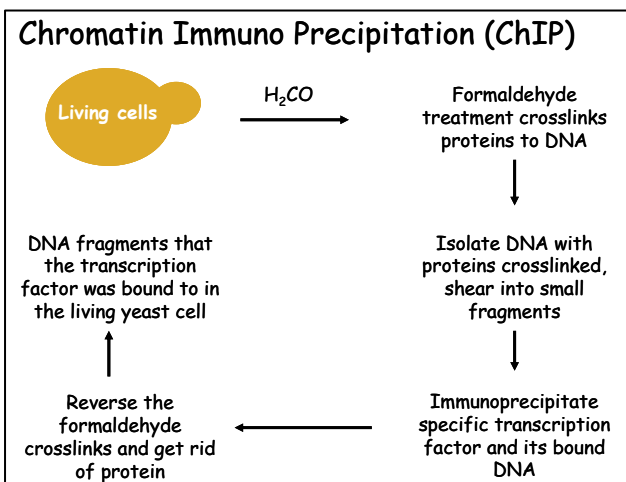 Chromatin Immuno Precipitation (ChIP)
Living cells
H₂CO
Formaldehyde
treatment crosslinks
proteins to DNA
Isolate DNA with
proteins crosslinked,
shear into small
fragments
Immunoprecipitate
specific transcription
factor and its bound
DNA
Reverse the
formaldehyde
crosslinks and get rid
of protein
DNA fragments that
the transcription
factor was bound to in
the living yeast cell